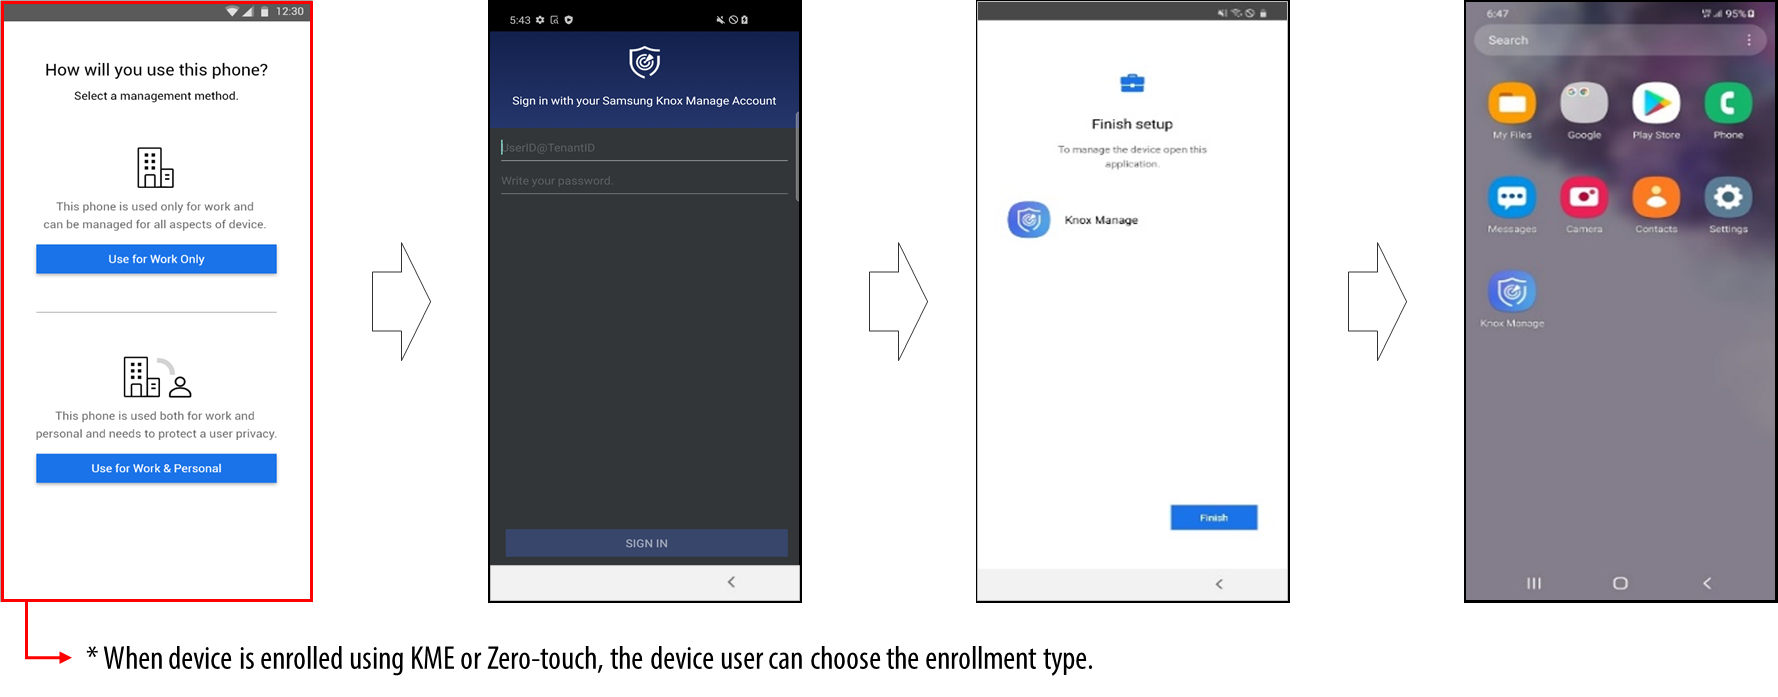 12:30
How will you use this phone?
Select a management method.
This phone is used only for work and
can be managed for all aspects of device.
Use for Work Only
This phone is used both for work and
personal and needs to protect a user privacy.
Use for Work & Personal
5:43
Sign in with your Samsung Knox Manage Account
UserID@TenantID
Write your password.
SIGN IN
Finish setup
To manage the device open this
application.
Knox Manage
Finish
6:47 95%
Search
My Files Google Play Store Phone
Messages Camera Contacts Settings
Knox Manage
* When device is enrolled using KME or Zero-touch, the device user can choose the enrollment type.